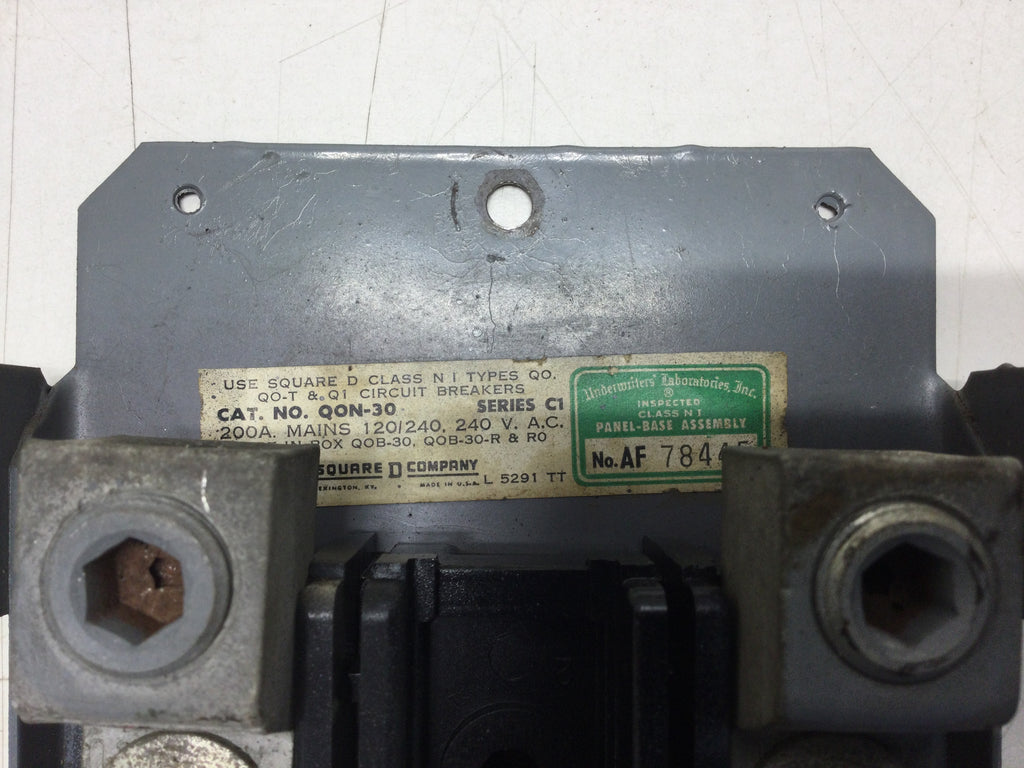 USE SQUARE D CLASS N I TYPES QO.
QO-T & Q1 CIRCUIT BREAKERS
CAT. NO. QON-30 SERIES C1
200A. MAINS 120/240, 240 V. A.C.
IN BOX QOB-30, QOB-30-R & RO
SQUARE D COMPANY
MADE IN U.S.A. L 5291 TT
Underwriters' Laboratories, Inc.
®
INSPECTED
CLASS N I
PANEL-BASE ASSEMBLY
No. AF